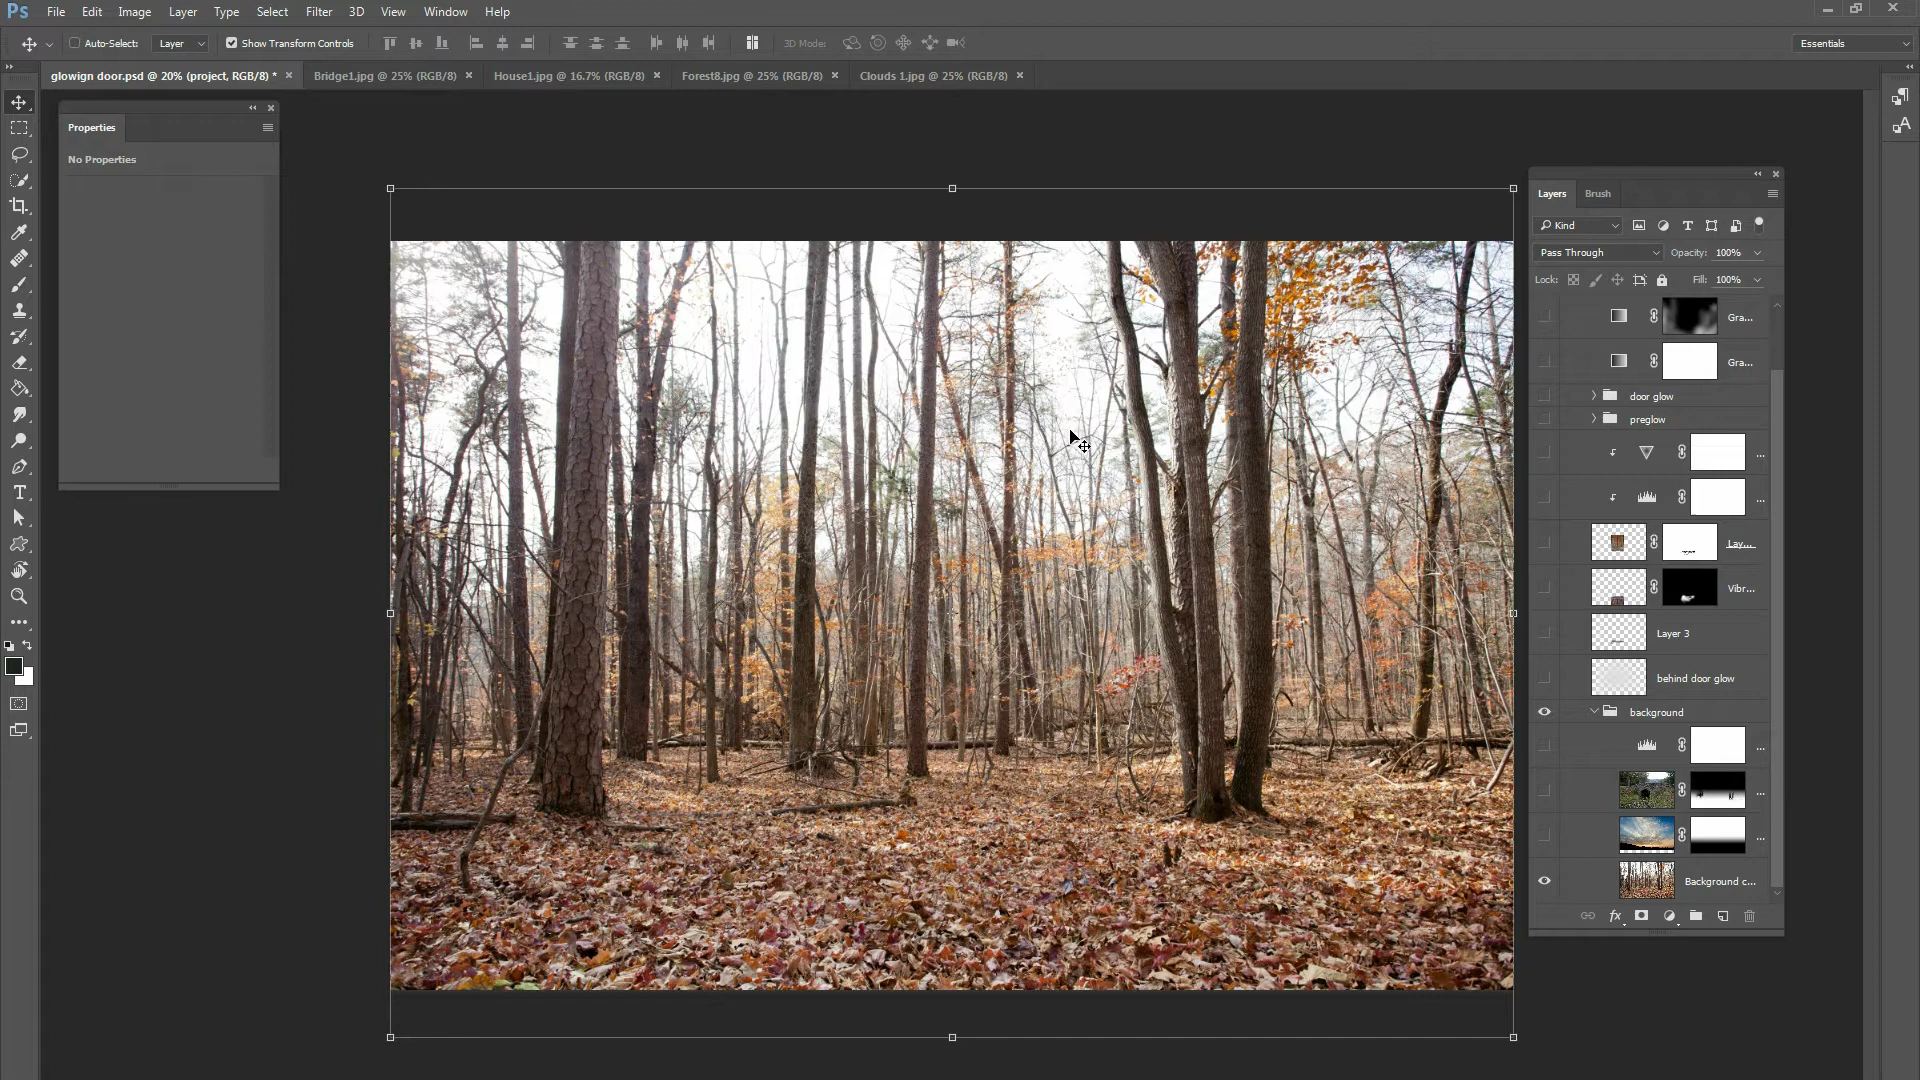 Ps File Edit Image Layer Type Select Filter 3D View Window Help
Auto-Select: Layer Show Transform Controls 3D Mode: Essentials
glowign door.psd @ 20% (project, RGB/8) * Bridge1.jpg @ 25% (RGB/8) House1.jpg @ 16.7% (RGB/8) Forest8.jpg @ 25% (RGB/8) Clouds 1.jpg @ 25% (RGB/8)
Properties
No Properties
Layers Brush
Kind
Pass Through Opacity: 100%
Lock: Fill: 100%
Gra...
Gra...
door glow
preglow
...
...
Lay...
Vibr...
Layer 3
behind door glow
background
...
...
...
Background c...
fx